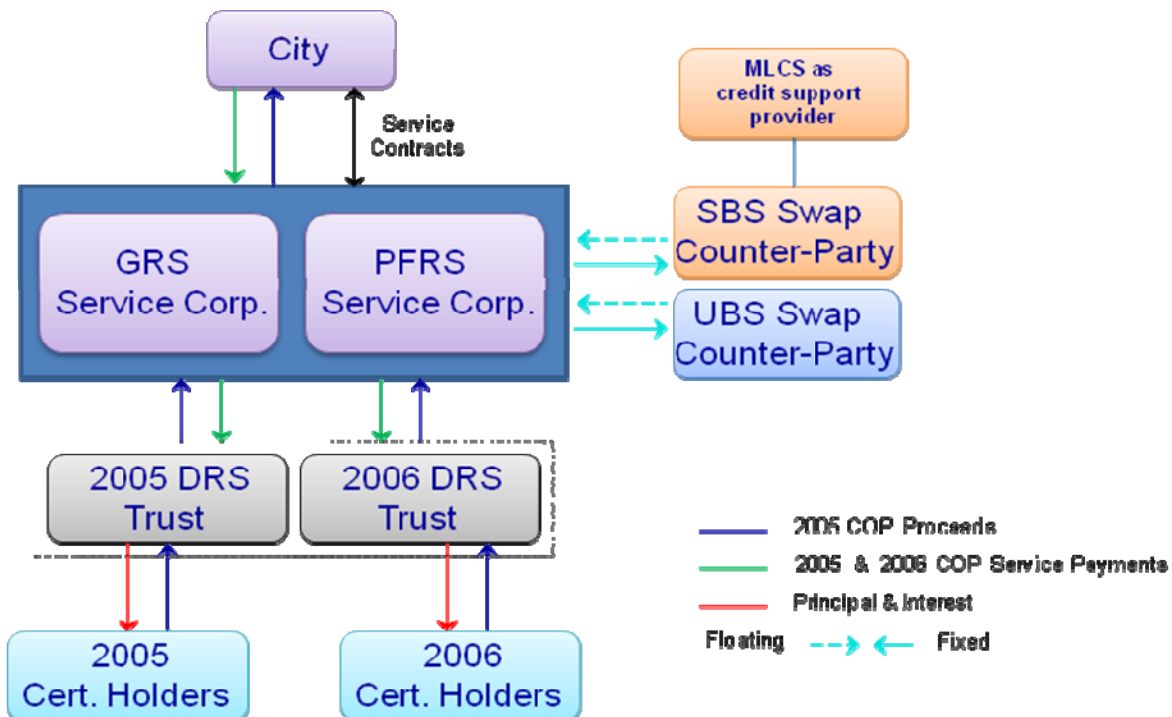 City
MLCS as
credit support
provider
Service
Contracts
GRS
Service Corp.
PFRS
Service Corp.
SBS Swap
Counter-Party
UBS Swap
Counter-Party
2005 DRS
Trust
2006 DRS
Trust
2005 COP Proceeds
2005 & 2006 COP Service Payments
Principal & Interest
Floating
Fixed
2005
Cert. Holders
2006
Cert. Holders